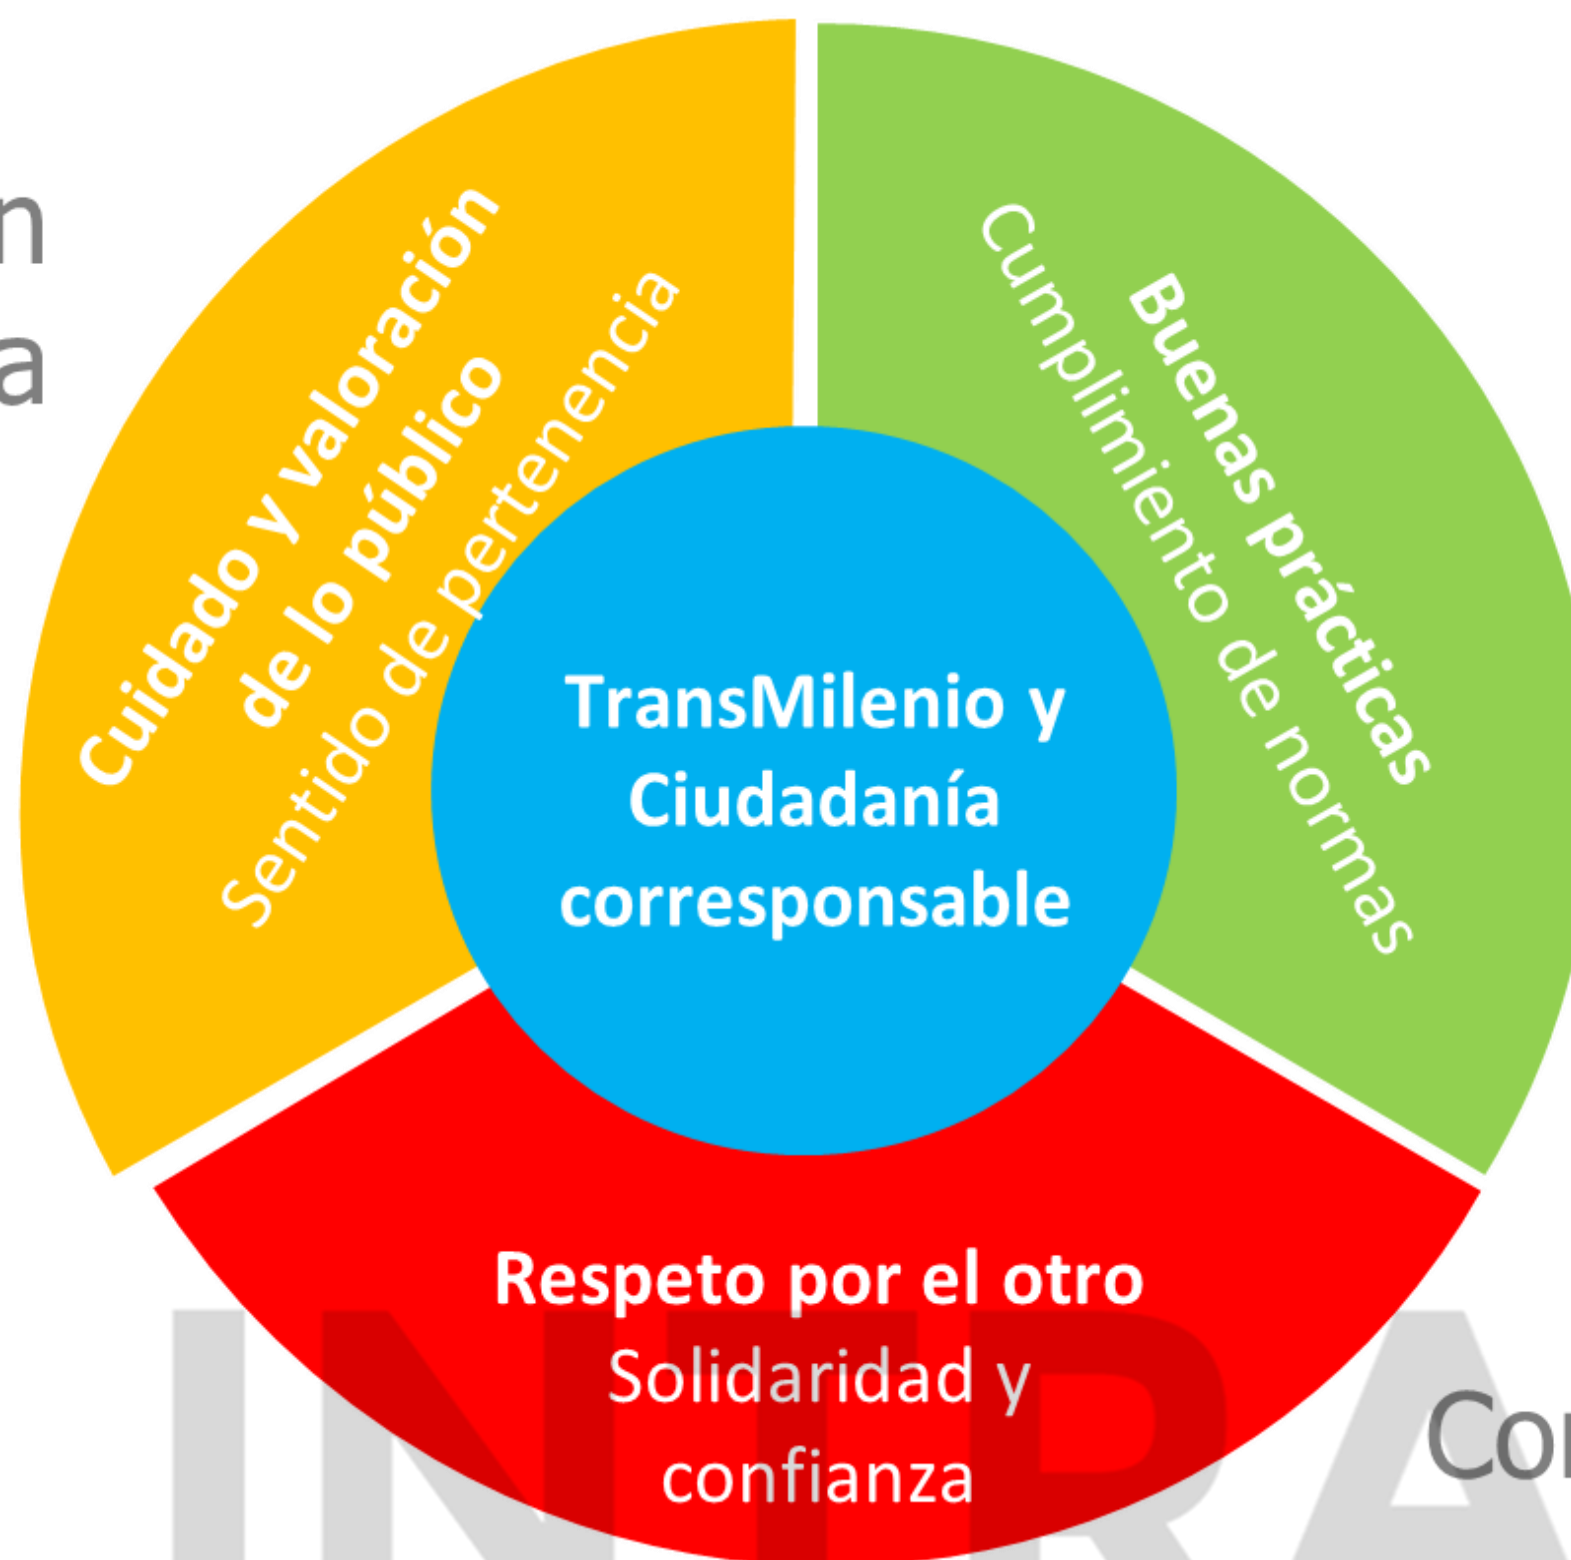 Cuidado y valoración
de lo público
Sentido de pertenencia
Buenas prácticas
Cumplimiento de normas
TransMilenio y
Ciudadanía
corresponsable
Respeto por el otro
Solidaridad y
confianza
INTRA